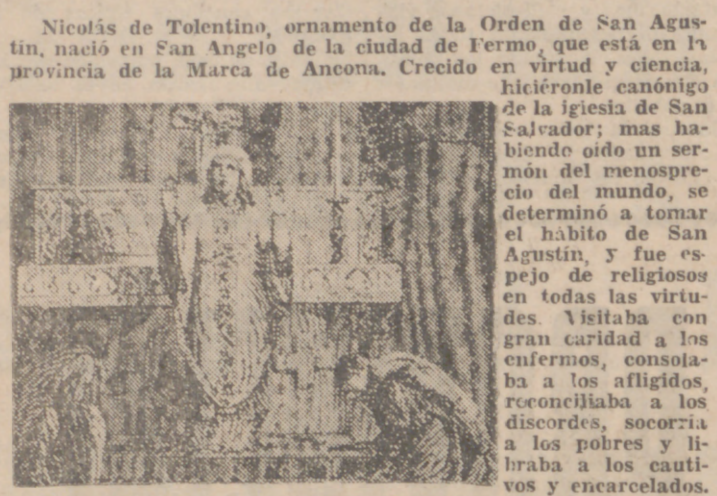 Nicolás de Tolentino, ornamento de la Orden de San Agus-
tín, nació en San Angelo de la ciudad de Fermo, que está en la
provincia de la Marca de Ancona. Crecido en virtud y ciencia,
hiciéronle canónigo
de la iglesia de San
Salvador; mas ha-
biendo oído un ser-
món del menospre-
cio del mundo, se
determinó a tomar
el hábito de San
Agustín, y fue es-
pejo de religiosos
en todas las virtu-
des. Visitaba con
gran caridad a los
enfermos, consola-
ba a los afligidos,
reconciliaba a los
discordes, socorría
a los pobres y li-
braba a los cauti-
vos y encarcelados.